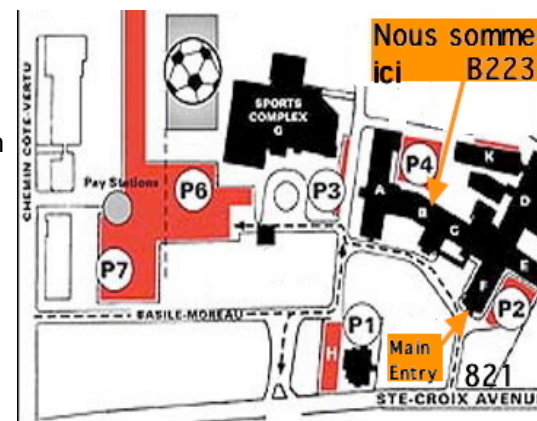 Nous somme
ici B223
SPORTS
COMPLEX
G
CHEMIN CÔTE-VERTU
Pay Stations
P6
P3
P4
K
A
B
C
D
E
F
P7
P2
BASILE-MOREAU
P1
H
Main
Entry
821
STE-CROIX AVENU